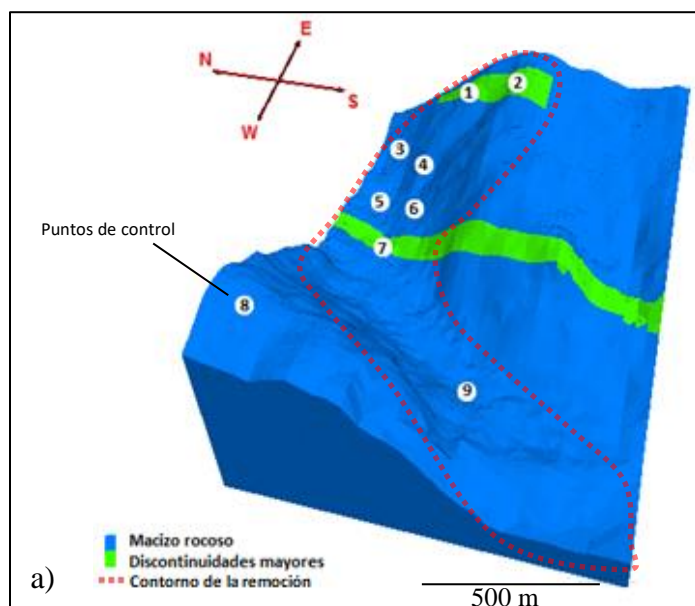 E
N
S
W
1
2
3
4
5
6
7
Puntos de control
8
9
Macizo rocoso
Discontinuidades mayores
a) Contorno de la remoción
500 m